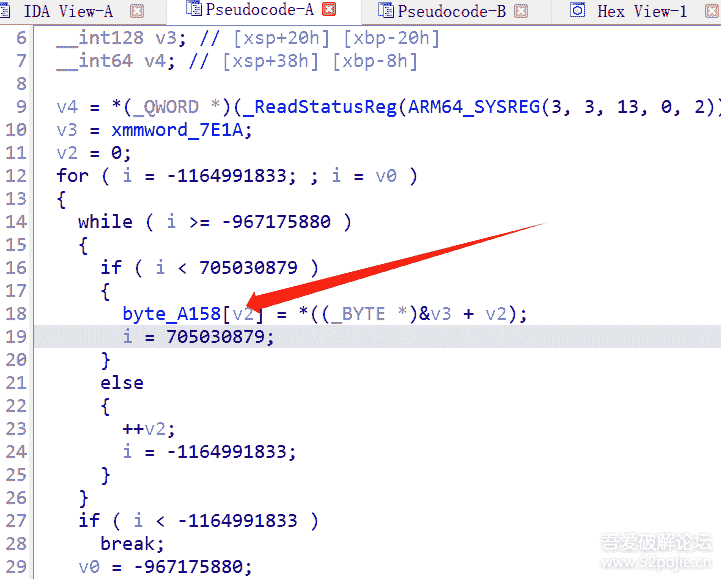 IDA View-A Pseudocode-A Pseudocode-B Hex View-1
6 __int128 v3; // [xsp+20h] [xbp-20h]
7 __int64 v4; // [xsp+38h] [xbp-8h]
8
9 v4 = *(_QWORD *)(_ReadStatusReg(ARM64_SYSREG(3, 3, 13, 0, 2))
10 v3 = xmmword_7E1A;
11 v2 = 0;
12 for ( i = -1164991833; ; i = v0 )
13 {
14 while ( i >= -967175880 )
15 {
16 if ( i < 705030879 )
17 {
18 byte_A158[v2] = *((_BYTE *)&v3 + v2);
19 i = 705030879;
20 }
21 else
22 {
23 ++v2;
24 i = -1164991833;
25 }
26 }
27 if ( i < -1164991833 )
28 break;
29 v0 = -967175880;
吾爱破解论坛
www.52pojie.cn